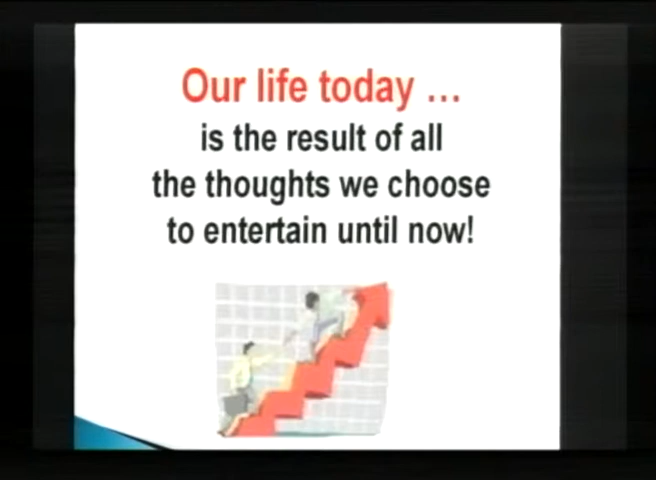 Our life today ...
is the result of all
the thoughts we choose
to entertain until now!